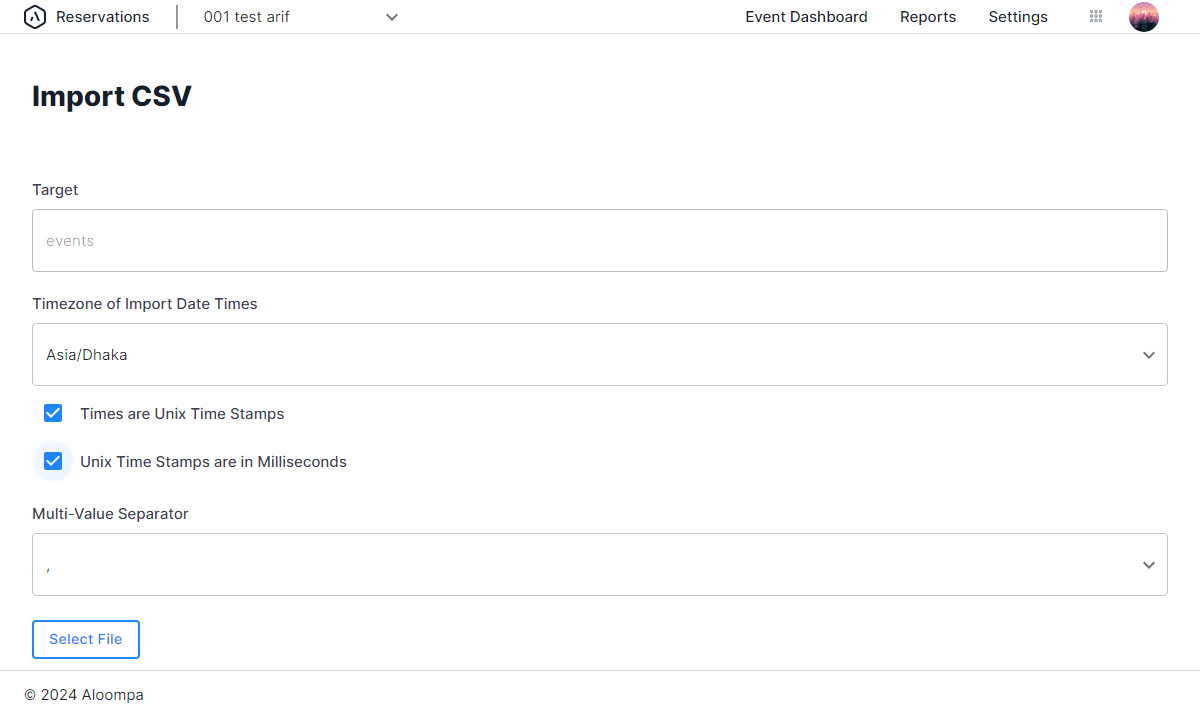 Reservations
001 test arif
Event Dashboard
Reports
Settings
Import CSV
Target
events
Timezone of Import Date Times
Asia/Dhaka
Times are Unix Time Stamps
Unix Time Stamps are in Milliseconds
Multi-Value Separator
,
Select File
© 2024 Aloompa